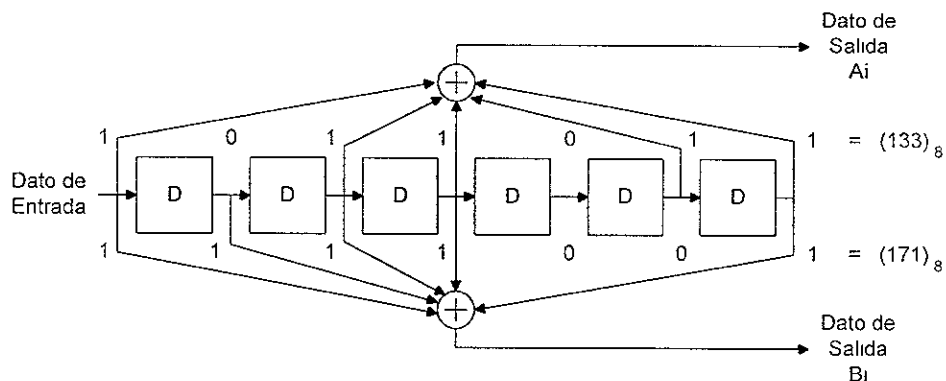 Dato de
Salida
Ai
1 0 1 1 0 1 1 = (133)8
Dato de
Entrada
D D D D D D
1 1 1 1 0 0 1 = (171)8
Dato de
Salida
Bi